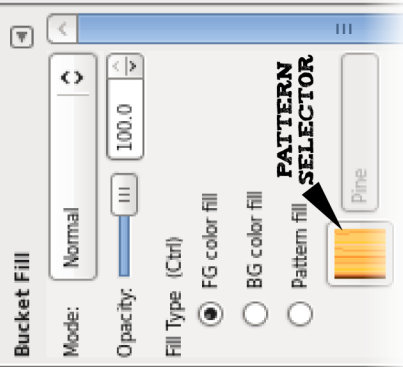 Bucket Fill
Mode: Normal
Opacity: 100.0
Fill Type (Ctrl)
FG color fill
BG color fill
Pattern fill
PATTERN
SELECTOR
Pine